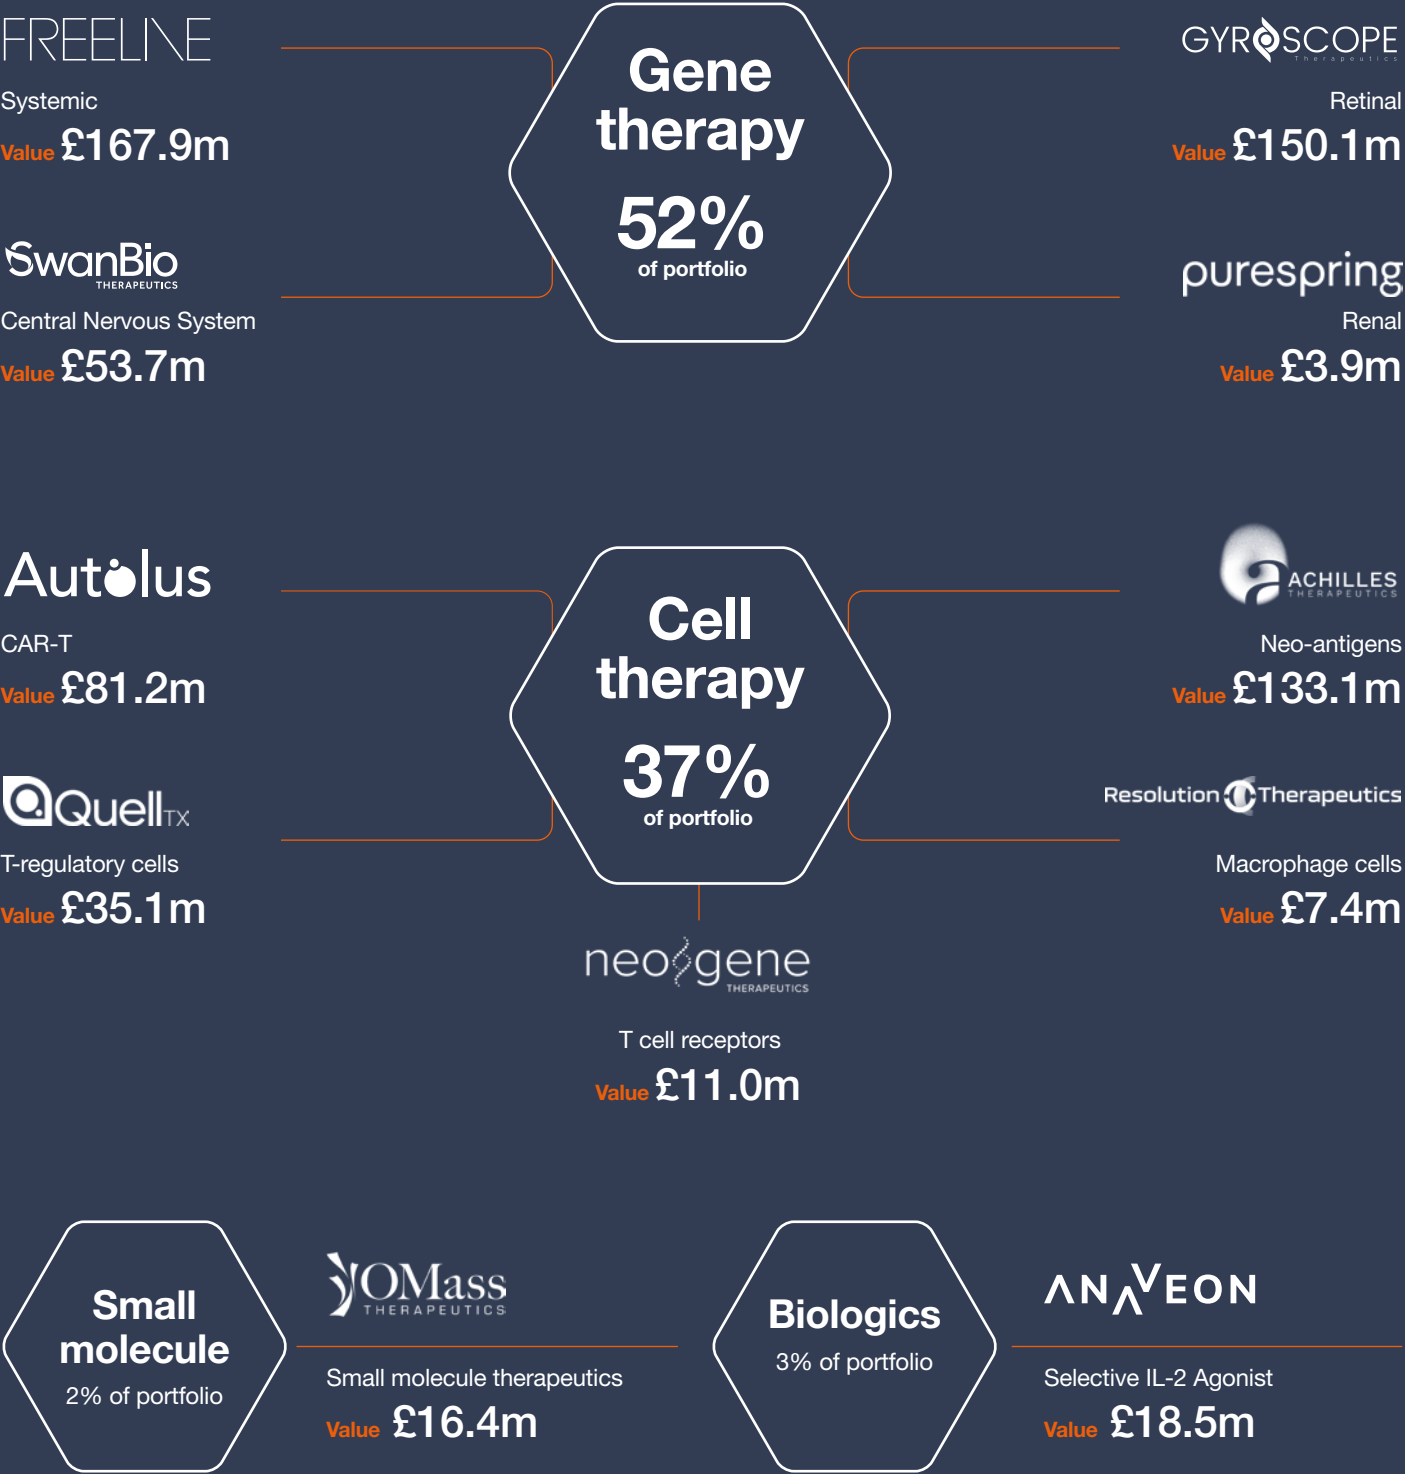 FREELINE
Systemic
Value £167.9m
SwanBio
THERAPEUTICS
Central Nervous System
Value £53.7m
Gene
therapy
52%
of portfolio
GYROSCOPE
Therapeutics
Retinal
Value £150.1m
purespring
Renal
Value £3.9m
Autolus
CAR-T
Value £81.2m
QuellTX
T-regulatory cells
Value £35.1m
Cell
therapy
37%
of portfolio
ACHILLES
THERAPEUTICS
Neo-antigens
Value £133.1m
Resolution Therapeutics
Macrophage cells
Value £7.4m
neogene
THERAPEUTICS
T cell receptors
Value £11.0m
Small
molecule
2% of portfolio
OMass
THERAPEUTICS
Small molecule therapeutics
Value £16.4m
Biologics
3% of portfolio
ANAVEON
Selective IL-2 Agonist
Value £18.5m